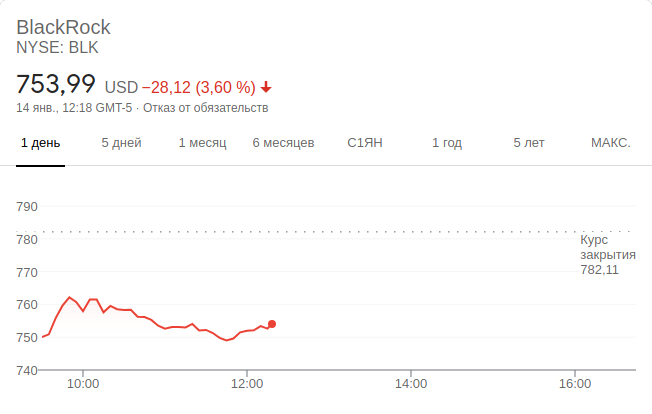 BlackRock
NYSE: BLK
753,99 USD −28,12 (3,60 %)
14 янв., 12:18 GMT-5 · Отказ от обязательств
1 день 5 дней 1 месяц 6 месяцев С1ЯН 1 год 5 лет МАКС.
790
780
Курс
закрытия
782,11
770
760
750
740
10:00 12:00 14:00 16:00